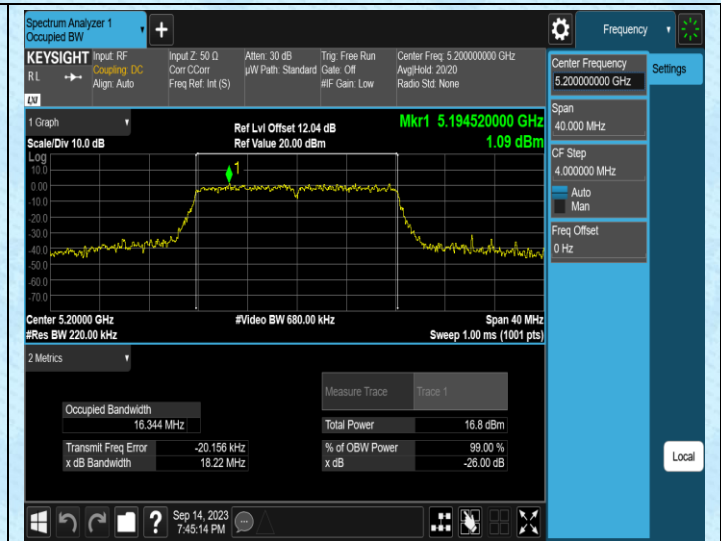 Spectrum Analyzer 1
Occupied BW
+
Frequency
KEYSIGHT
R L
LXI
Input: RF
Coupling: DC
Align: Auto
Input Z: 50 Ω
Corr CCorr
Freq Ref: Int (S)
Atten: 30 dB
µW Path: Standard
Trig: Free Run
Gate: Off
#IF Gain: Low
Center Freq: 5.200000000 GHz
Avg|Hold: 20/20
Radio Std: None
Center Frequency
5.200000000 GHz
Settings
Span
40.000 MHz
CF Step
4.000000 MHz
Auto
Man
Freq Offset
0 Hz
1 Graph
Scale/Div 10.0 dB
Ref Lvl Offset 12.04 dB
Ref Value 20.00 dBm
Mkr1 5.194520000 GHz
1.09 dBm
Log
10.0
0.00
-10.0
-20.0
-30.0
-40.0
-50.0
-60.0
-70.0
1
Center 5.20000 GHz
#Res BW 220.00 kHz
#Video BW 680.00 kHz
Span 40 MHz
Sweep 1.00 ms (1001 pts)
2 Metrics
Measure Trace Trace 1
Occupied Bandwidth
16.344 MHz
Total Power 16.8 dBm
Transmit Freq Error -20.156 kHz
% of OBW Power 99.00 %
x dB Bandwidth 18.22 MHz
x dB -26.00 dB
Local
?
Sep 14, 2023
7:45:14 PM